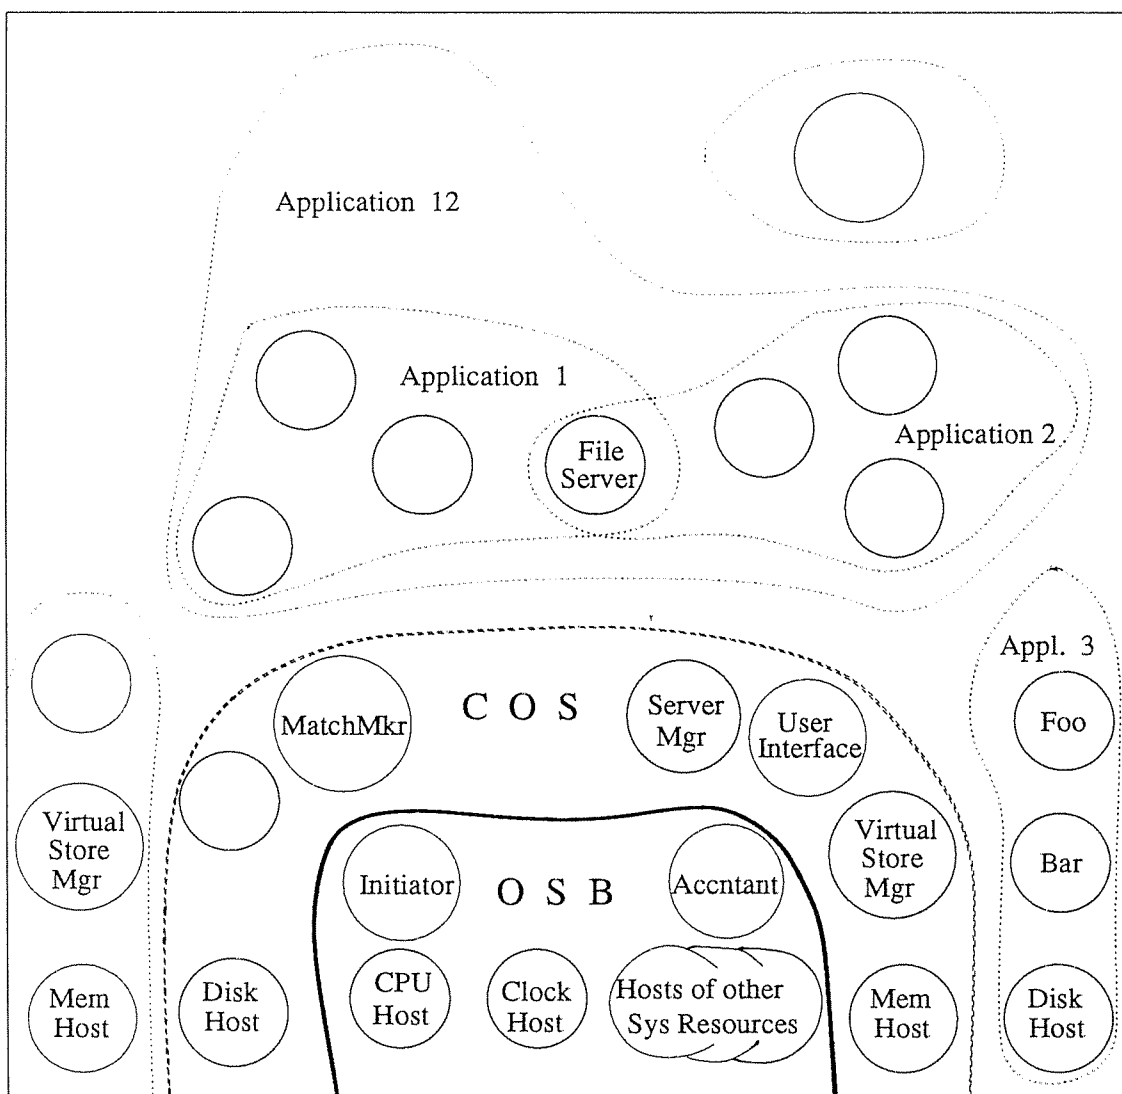 Application 12
Application 1
File
Server
Application 2
Appl. 3
MatchMkr
C O S
Server
Mgr
User
Interface
Foo
Virtual
Store
Mgr
Virtual
Store
Mgr
Bar
Initiator
O S B
Accntant
Mem
Host
Disk
Host
CPU
Host
Clock
Host
Hosts of other
Sys Resources
Mem
Host
Disk
Host